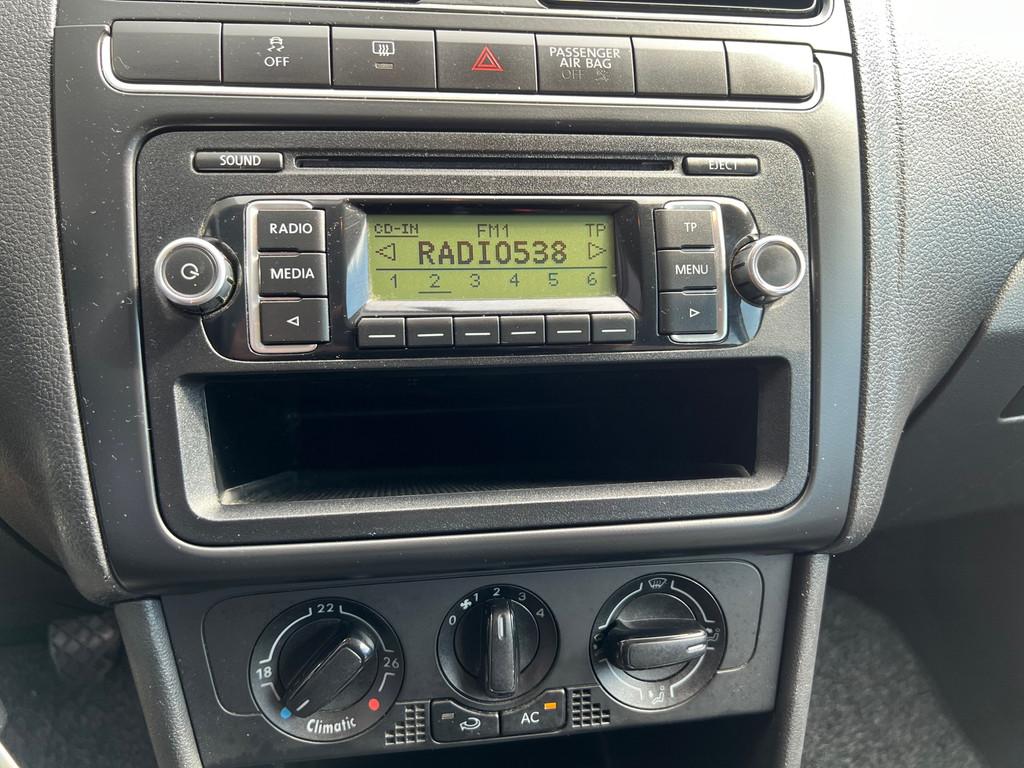 OFF
PASSENGER
AIR BAG
OFF
SOUND
EJECT
RADIO
MEDIA
CD-IN FM1 TP
RADIO538
1 2 3 4 5 6
TP
MENU
22
18 26
Climatic
0 1 2 3 4
AC